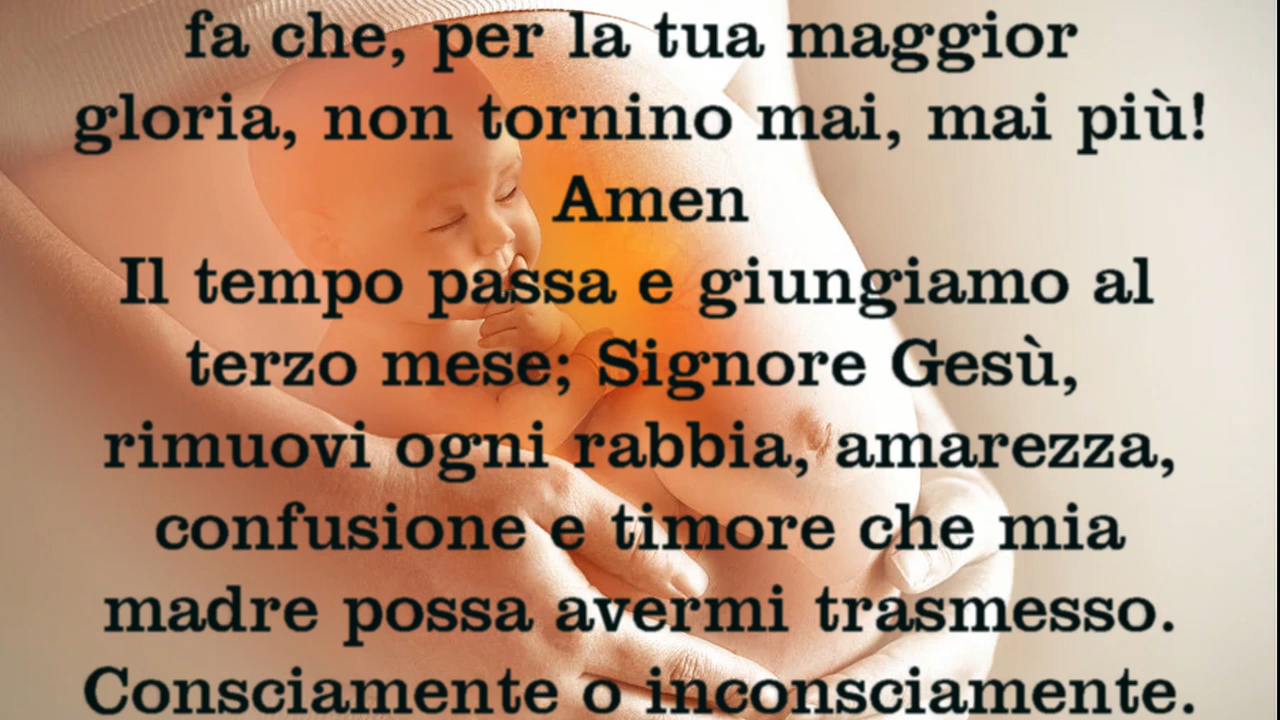 fa che, per la tua maggior
gloria, non tornino mai, mai più!
Amen
Il tempo passa e giungiamo al
terzo mese; Signore Gesù,
rimuovi ogni rabbia, amarezza,
confusione e timore che mia
madre possa avermi trasmesso.
Consciamente o inconsciamente.